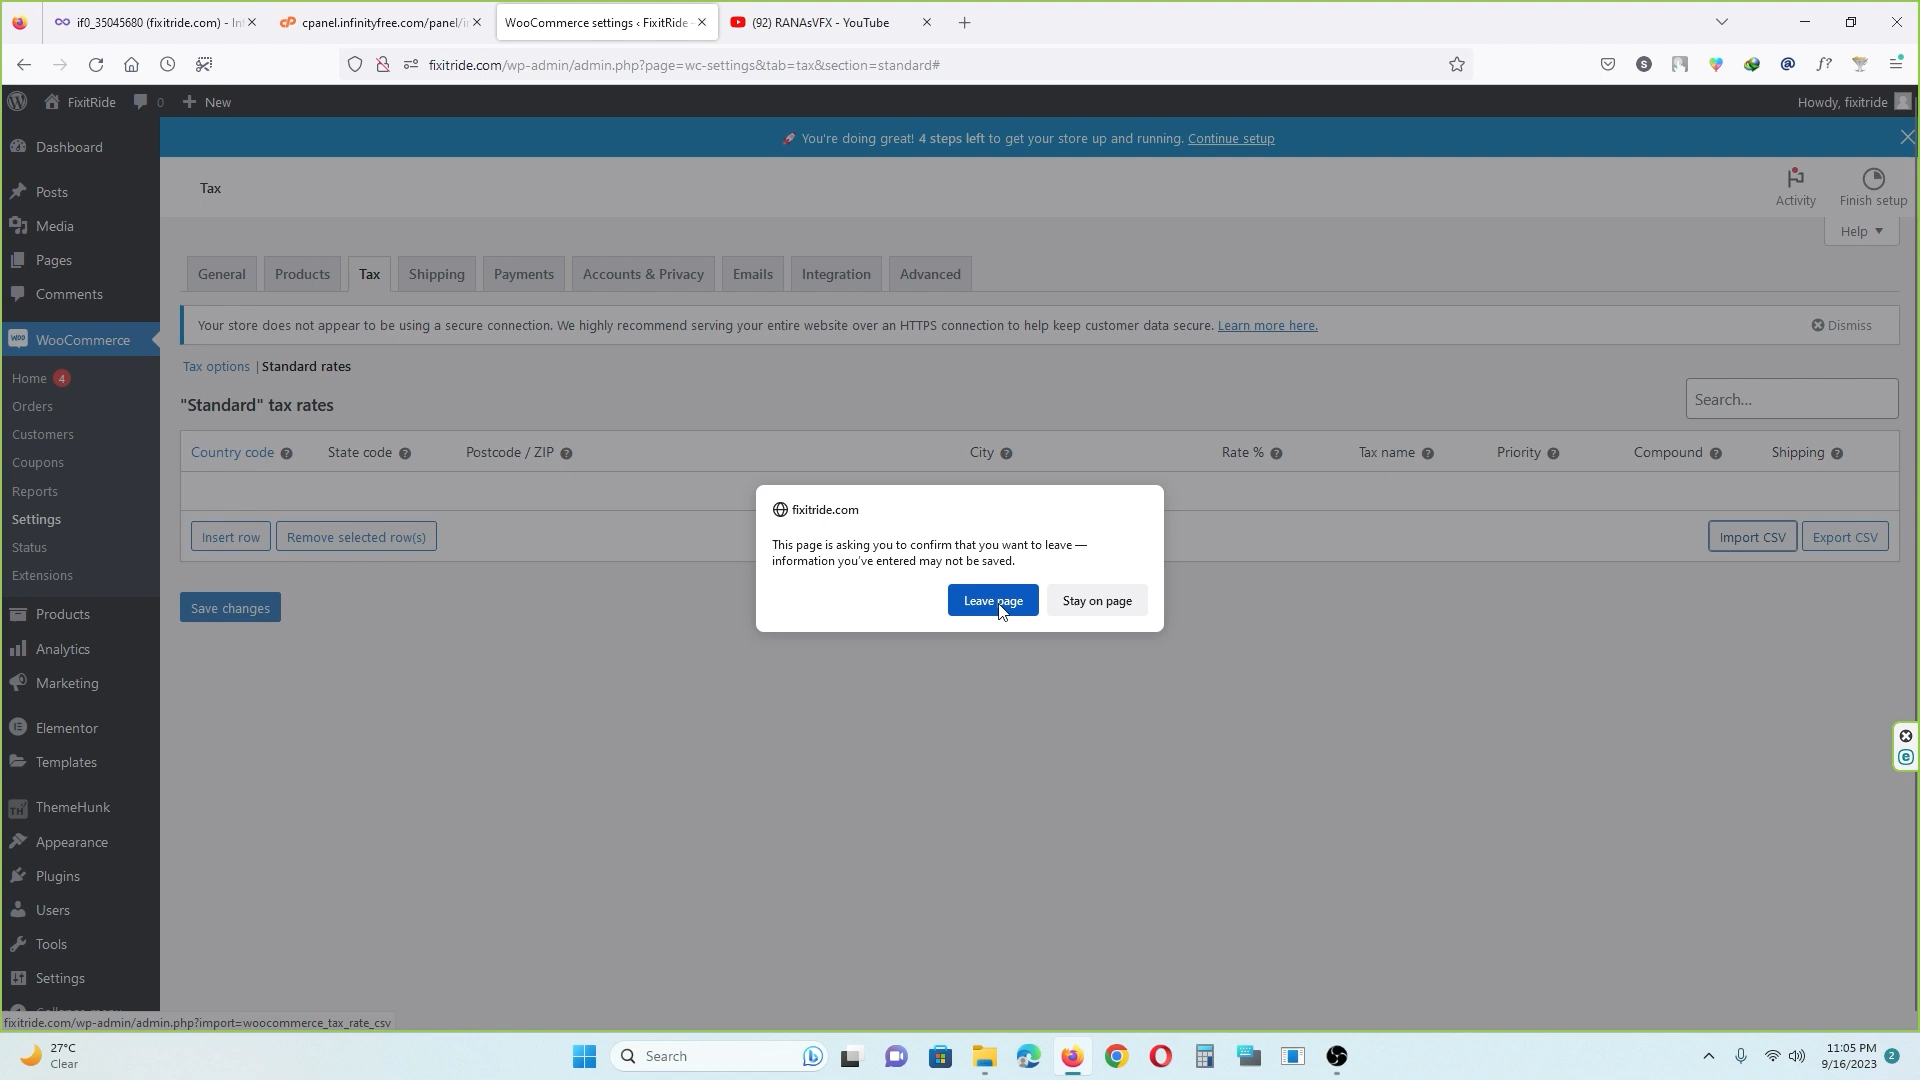 if0_35045680 (fixitride.com) - In
cpanel.infinityfree.com/panel/i
WooCommerce settings ‹ FixitRide -
(92) RANAsVFX - YouTube
fixitride.com/wp-admin/admin.php?page=wc-settings&tab=tax&section=standard#
FixitRide
0
New
Howdy, fixitride
Dashboard
Posts
Media
Pages
Comments
WooCommerce
Home 4
Orders
Customers
Coupons
Reports
Settings
Status
Extensions
Products
Analytics
Marketing
Elementor
Templates
ThemeHunk
Appearance
Plugins
Users
Tools
Settings
You're doing great! 4 steps left to get your store up and running. Continue setup
Tax
Activity
Finish setup
Help
General
Products
Tax
Shipping
Payments
Accounts & Privacy
Emails
Integration
Advanced
Your store does not appear to be using a secure connection. We highly recommend serving your entire website over an HTTPS connection to help keep customer data secure. Learn more here.
Dismiss
Tax options | Standard rates
"Standard" tax rates
Search...
Country code
State code
Postcode / ZIP
City
Rate %
Tax name
Priority
Compound
Shipping
Insert row
Remove selected row(s)
Import CSV
Export CSV
Save changes
fixitride.com
This page is asking you to confirm that you want to leave —
information you've entered may not be saved.
Leave page
Stay on page
fixitride.com/wp-admin/admin.php?import=woocommerce_tax_rate_csv
27°C
Clear
Search
11:05 PM
9/16/2023
2